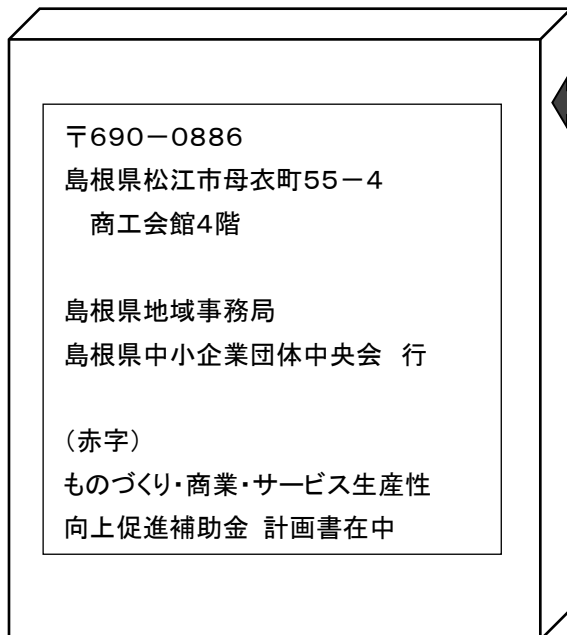 〒690－0886
島根県松江市母衣町55－4
　商工会館4階
島根県地域事務局
島根県中小企業団体中央会　行
（赤字）
ものづくり・商業・サービス生産性
向上促進補助金 計画書在中